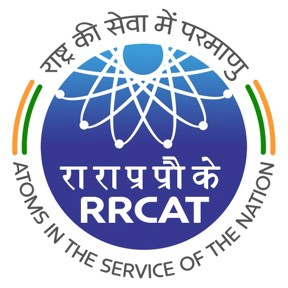 राष्ट्र की सेवा में परमाणु
रा रा प्र प्रौ के
RRCAT
ATOMS IN THE SERVICE OF THE NATION